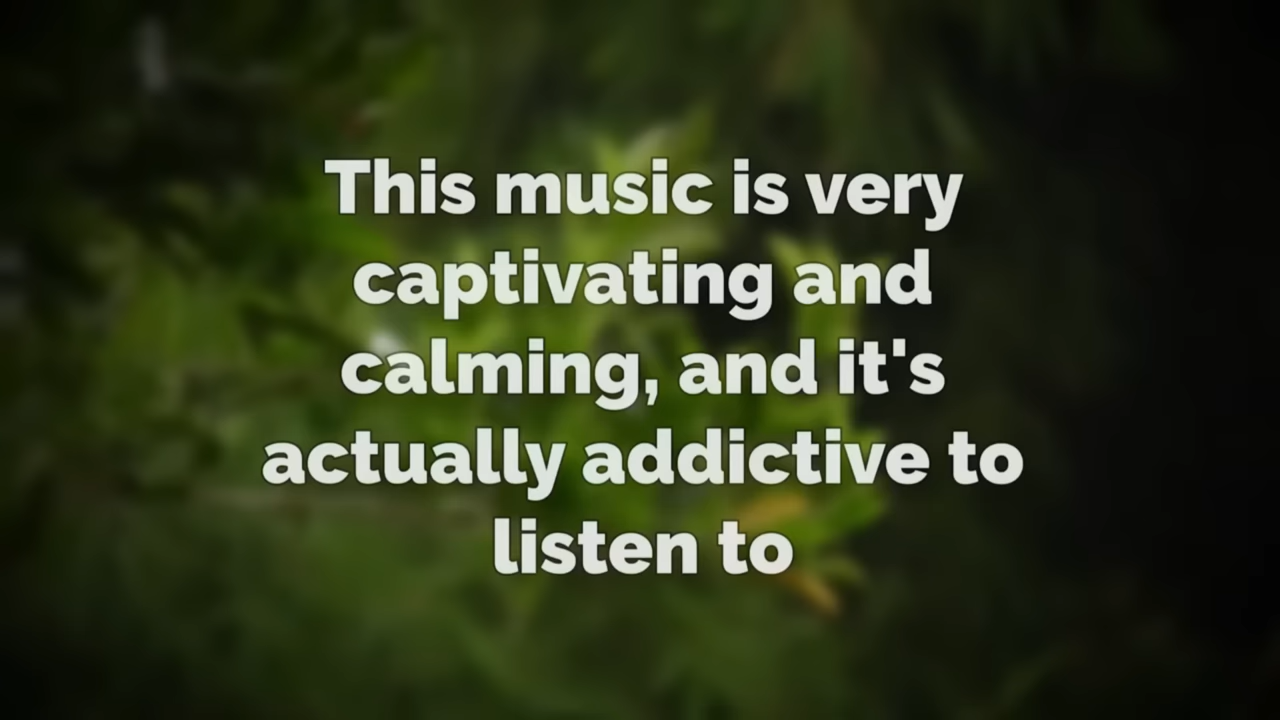 This music is very
captivating and
calming, and it's
actually addictive to
listen to